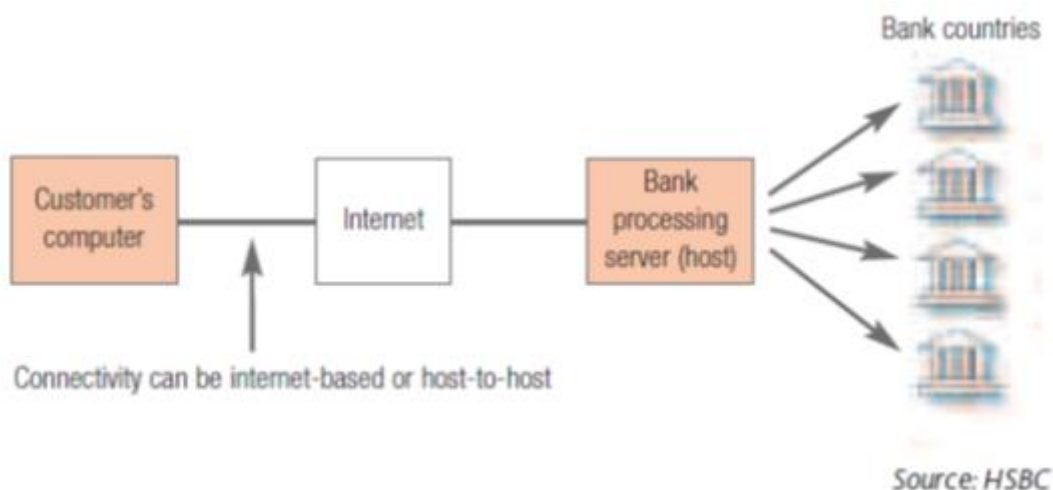 Bank countries
Customer's
computer
Internet
Bank
processing
server (host)
Connectivity can be internet-based or host-to-host
Source: HSBC